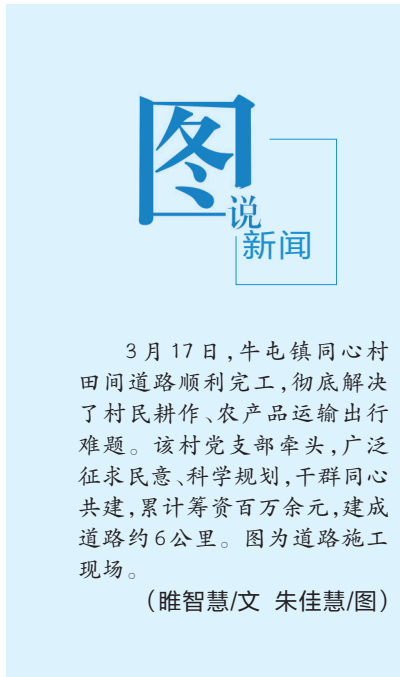 图
说
新闻
3月17日,牛屯镇同心村
田间道路顺利完工,彻底解决
了村民耕作、农产品运输出行
难题。该村党支部牵头,广泛
征求民意、科学规划,干群同心
共建,累计筹资百万余元,建成
道路约6公里。图为道路施工
现场。
(睢智慧/文 朱佳慧/图)